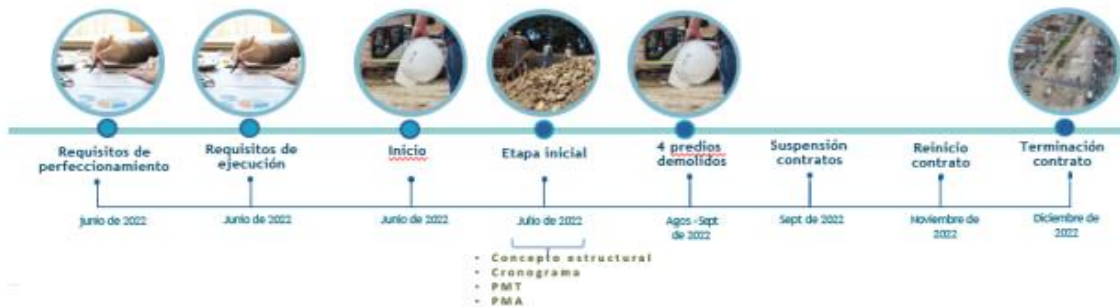 Requisitos de
perfeccionamiento
Requisitos de
ejecución
Inicio
Etapa inicial
4 predios
demolidos
Suspensión
contratos
Reinicio
contrato
Terminación
contrato
junio de 2022
Junio de 2022
Junio de 2022
Julio de 2022
Agos -Sept
de 2022
Sept de 2022
Noviembre de
2022
Diciembre de
2022
• Concepto estructural
• Cronograma
• PMT
• PMA